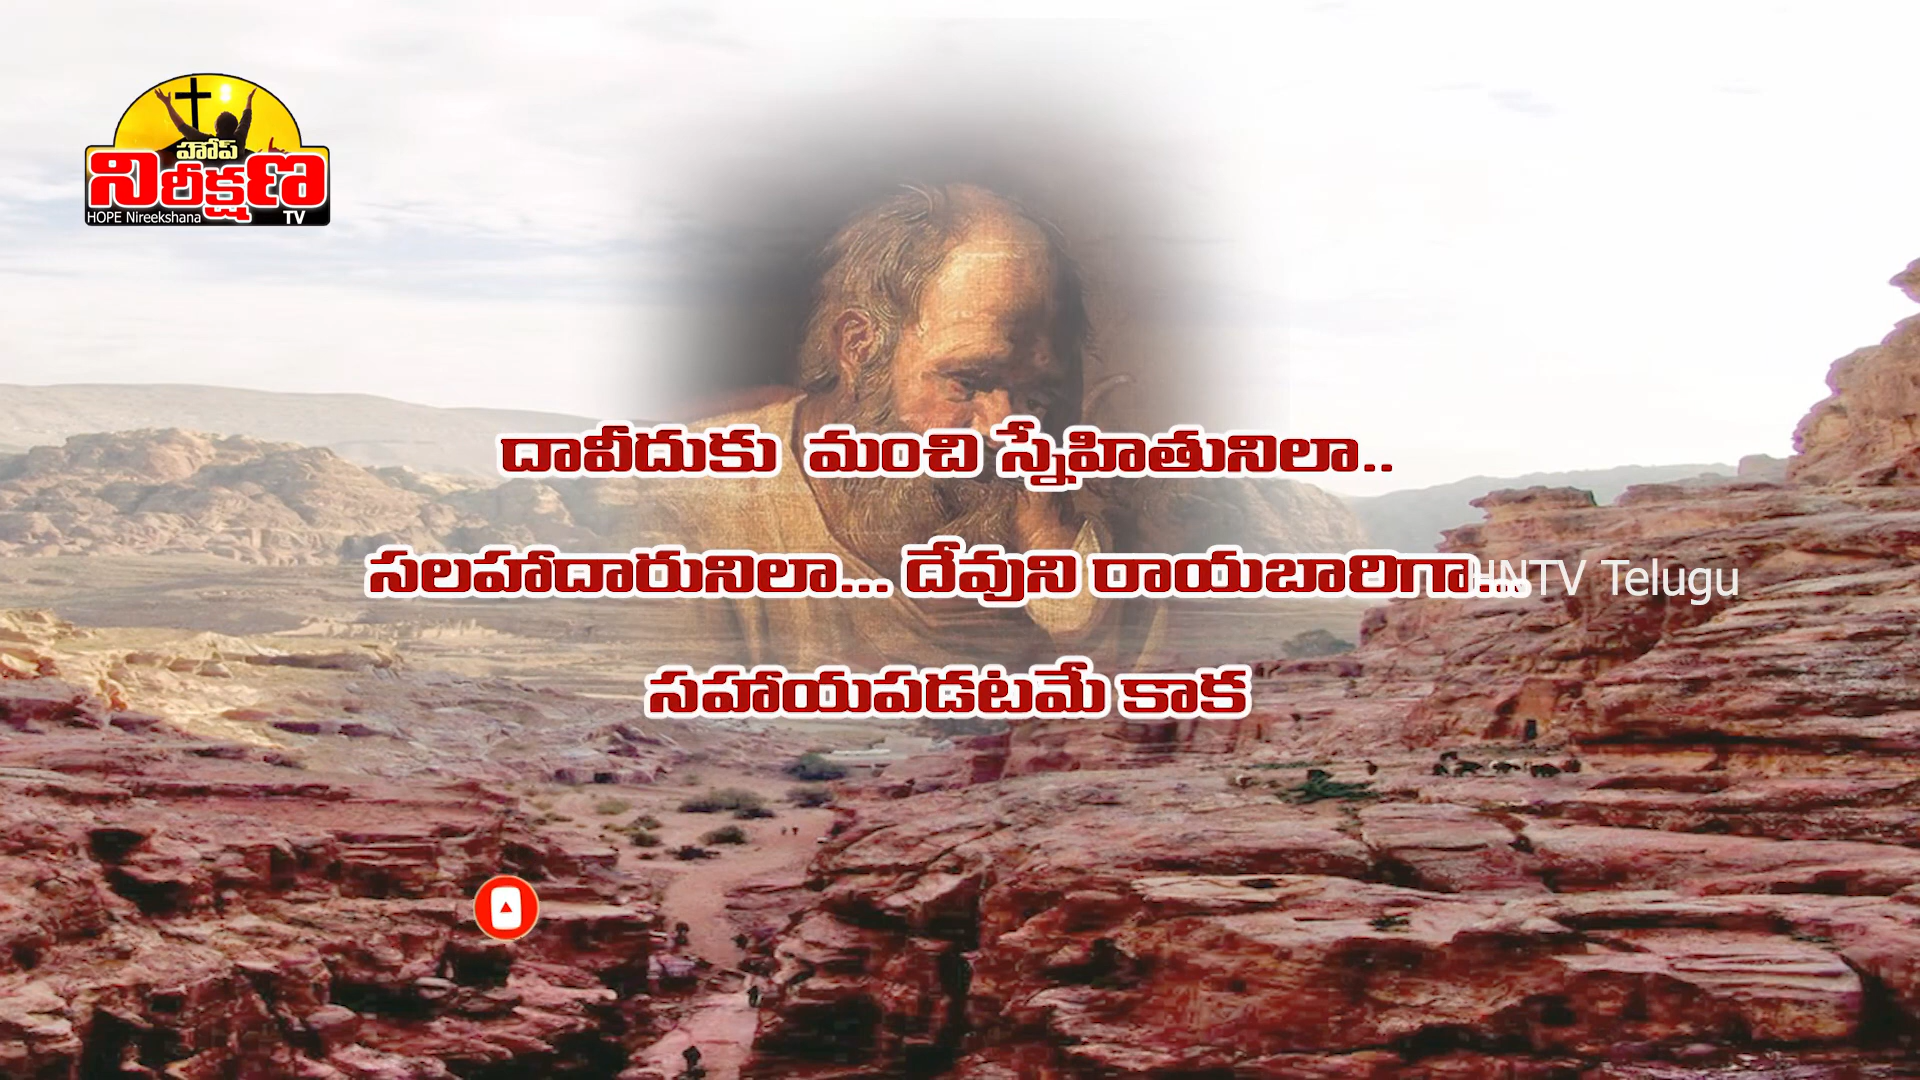 హోప్
నిరీక్షణ
HOPE Nireekshana TV
దావీదుకు మంచి స్నేహితునిలా..
సలహాదారునిలా... దేవుని రాయబారిగా...
HNTV Telugu
సహాయపడటమే కాక